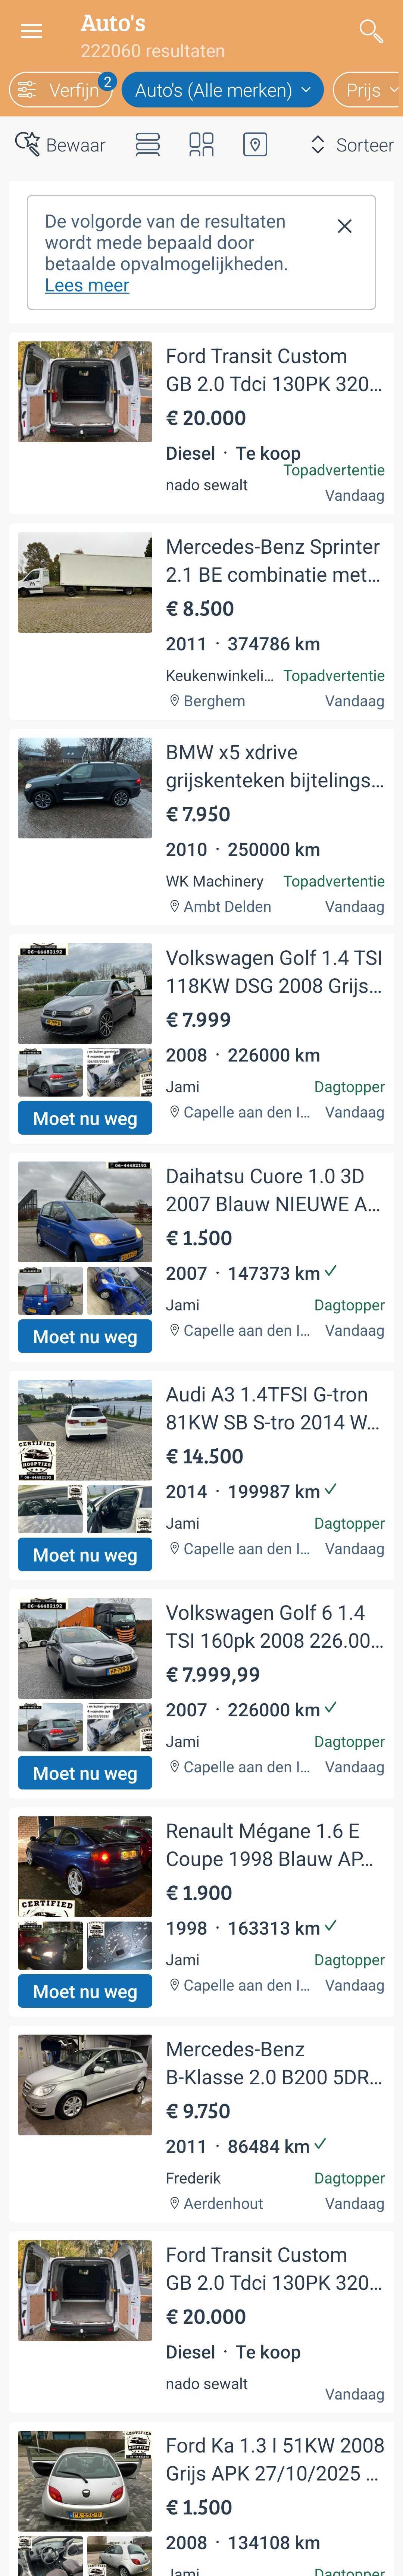 Auto's
222060 resultaten
Verfijn 2 Auto's (Alle merken) Prijs
Bewaar Sorteer
De volgorde van de resultaten
wordt mede bepaald door
betaalde opvalmogelijkheden.
Lees meer
Ford Transit Custom
GB 2.0 Tdci 130PK 320...
€ 20.000
Diesel · Te koop
Topadvertentie
nado sewalt
Vandaag
Mercedes-Benz Sprinter
2.1 BE combinatie met...
€ 8.500
2011 · 374786 km
Keukenwinkeli... Topadvertentie
Berghem Vandaag
BMW x5 xdrive
grijskenteken bijtelings...
€ 7.950
2010 · 250000 km
WK Machinery Topadvertentie
Ambt Delden Vandaag
06-44482192
Volkswagen Golf 1.4 TSI
118KW DSG 2008 Grijs...
€ 7.999
2008 · 226000 km
Jami Dagtopper
Capelle aan den I... Vandaag
Moet nu weg
06-44482192
Daihatsu Cuore 1.0 3D
2007 Blauw NIEUWE A...
€ 1.500
2007 · 147373 km
Jami Dagtopper
Capelle aan den I... Vandaag
Moet nu weg
Audi A3 1.4TFSI G-tron
81KW SB S-tro 2014 W...
€ 14.500
CERTIFIED
HOOPTIES
06-44482192
2014 · 199987 km
Jami Dagtopper
Capelle aan den I... Vandaag
Moet nu weg
06-44482192
Volkswagen Golf 6 1.4
TSI 160pk 2008 226.00...
€ 7.999,99
2007 · 226000 km
Jami Dagtopper
Capelle aan den I... Vandaag
Moet nu weg
Renault Mégane 1.6 E
Coupe 1998 Blauw AP...
€ 1.900
CERTIFIED
1998 · 163313 km
Jami Dagtopper
Capelle aan den I... Vandaag
Moet nu weg
Mercedes-Benz
B-Klasse 2.0 B200 5DR...
€ 9.750
2011 · 86484 km
Frederik Dagtopper
Aerdenhout Vandaag
Ford Transit Custom
GB 2.0 Tdci 130PK 320...
€ 20.000
Diesel · Te koop
nado sewalt
Vandaag
Ford Ka 1.3 I 51KW 2008
Grijs APK 27/10/2025 ...
€ 1.500
2008 · 134108 km
Jami Dagtopper